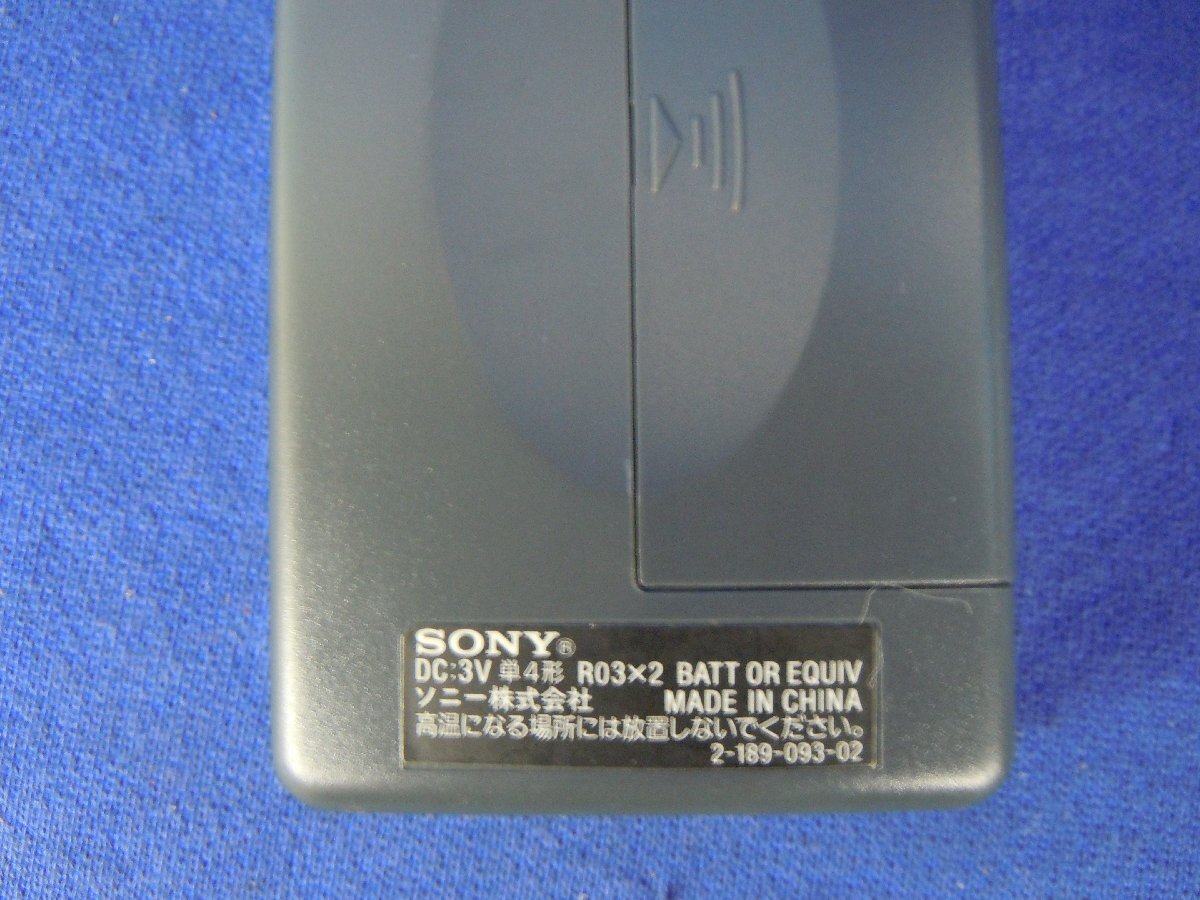 SONY®
DC:3V 単4形 R03×2 BATT OR EQUIV
ソニー株式会社 MADE IN CHINA
高温になる場所には放置しないでください。
2-189-093-02